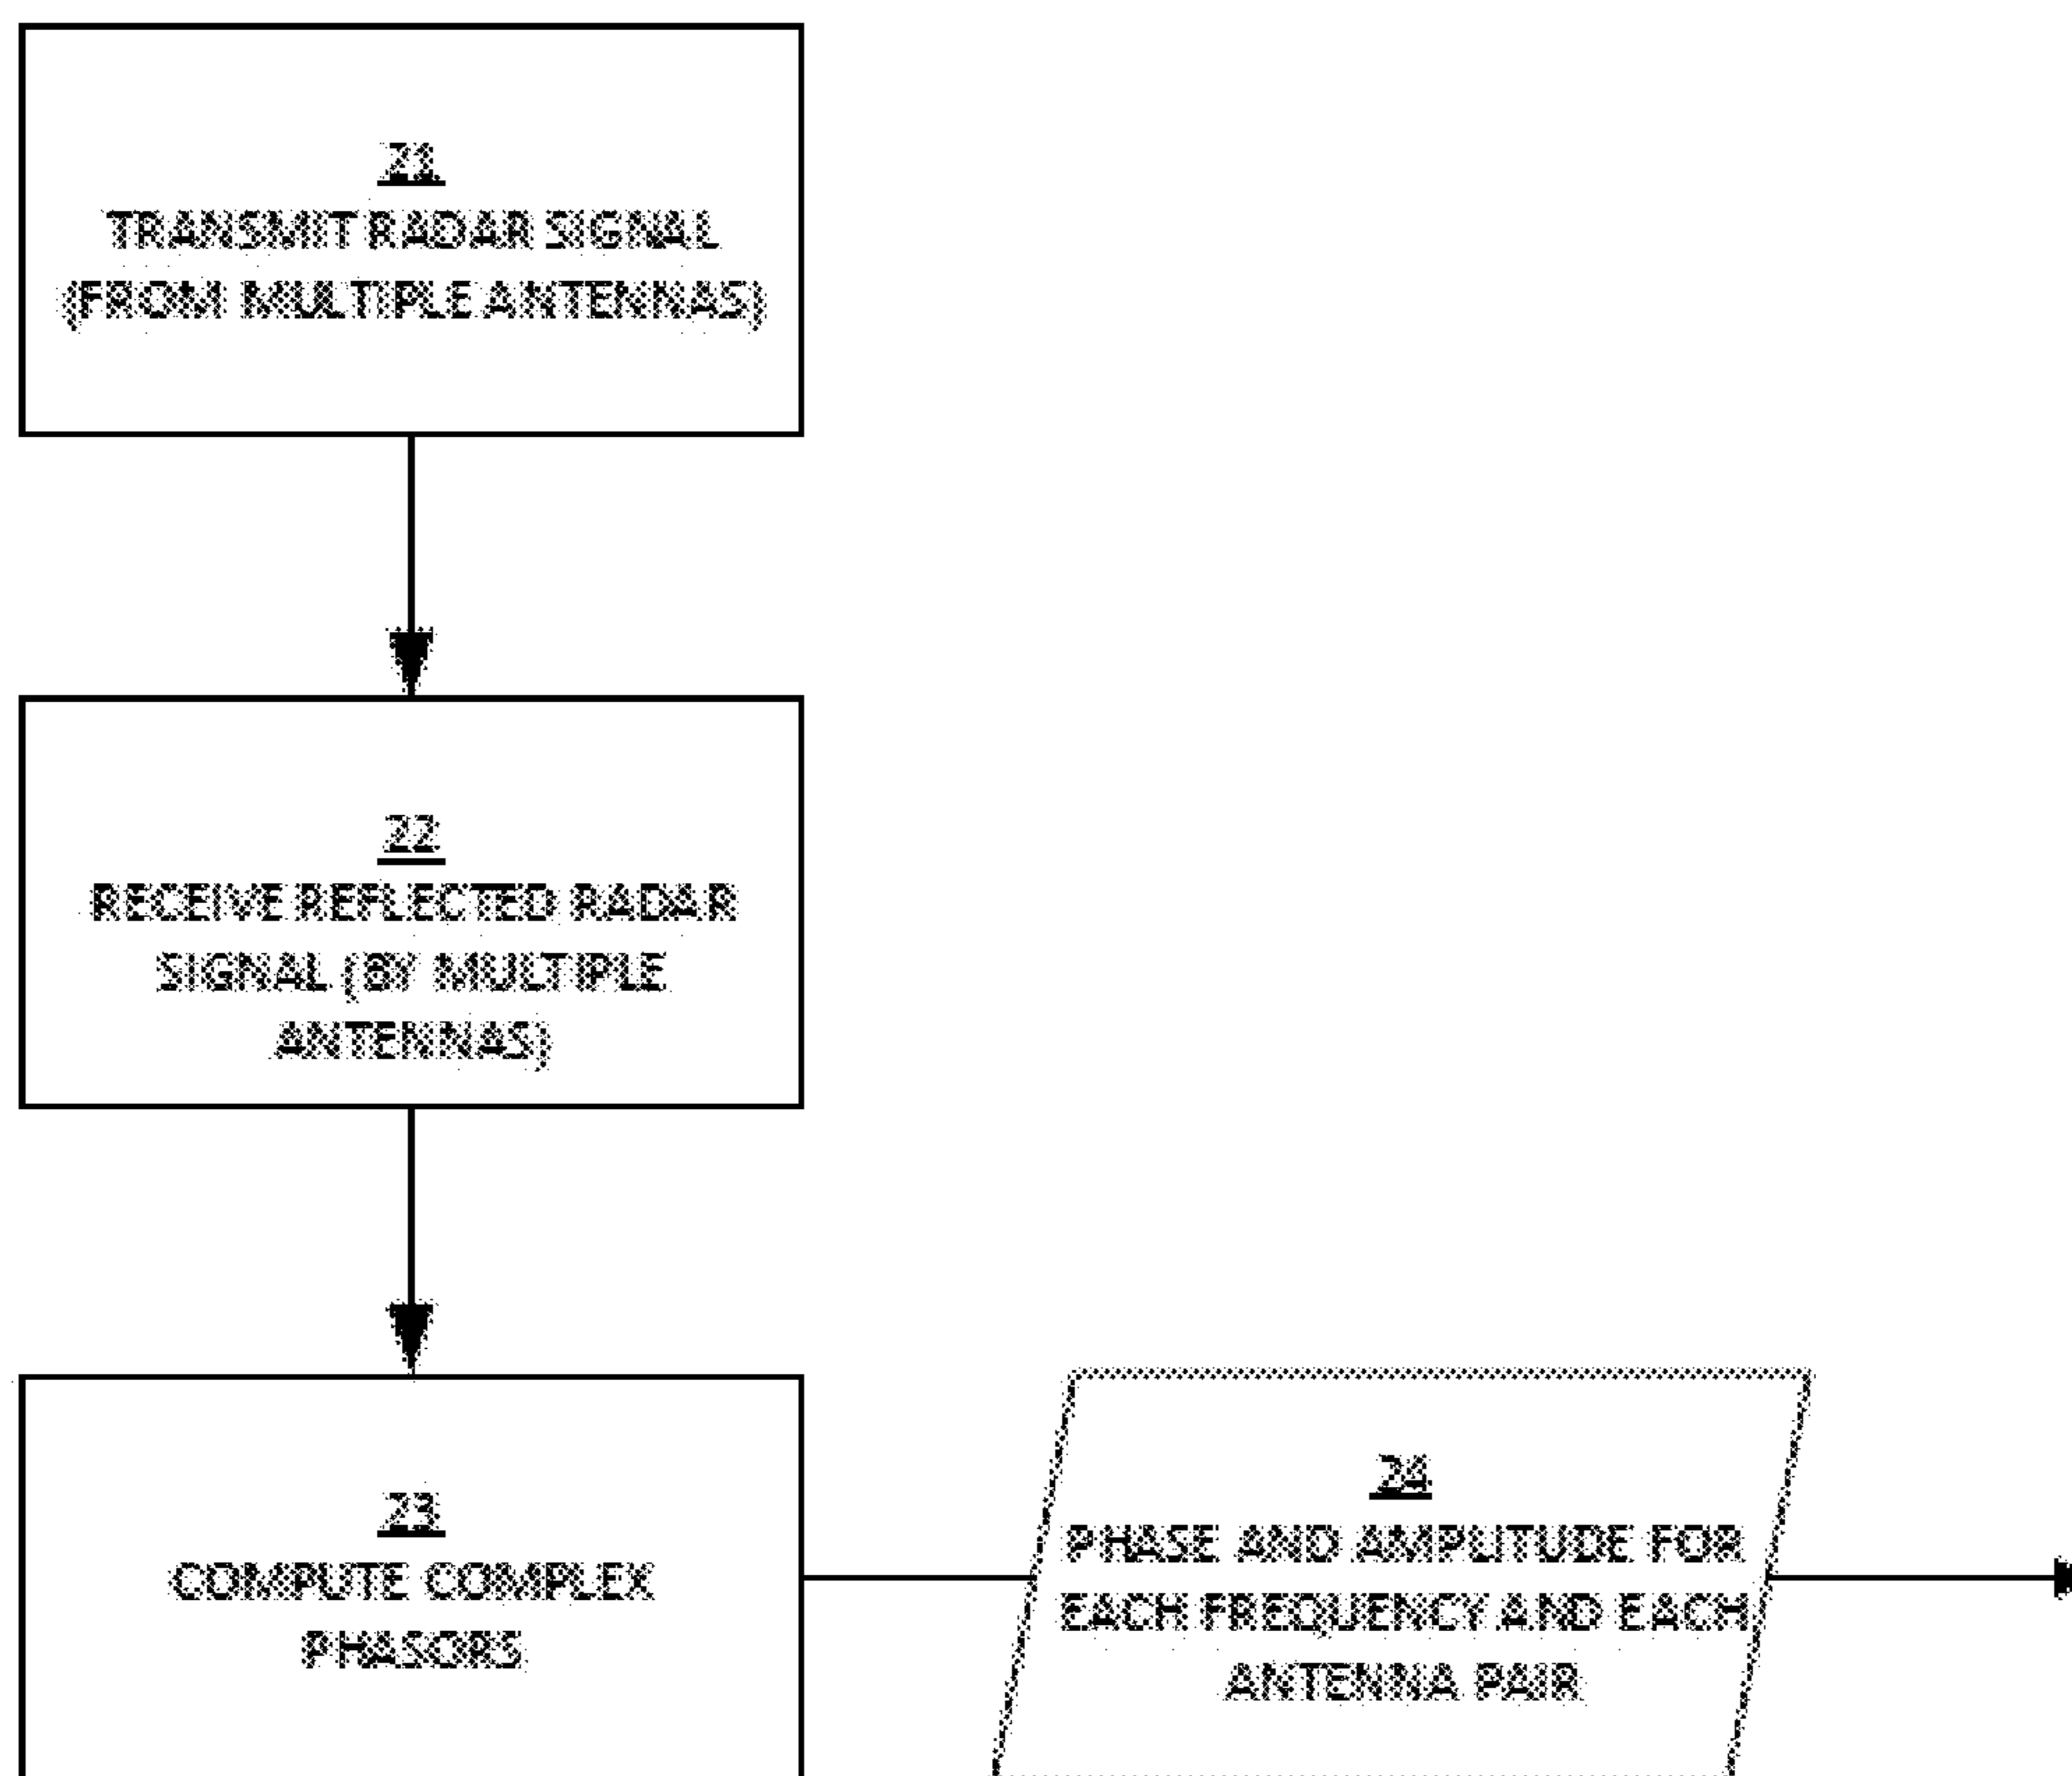 21
TRANSMIT RADAR SIGNAL
(FROM MULTIPLE ANTENNAS)
22
RECEIVE REFLECTED RADAR
SIGNAL (BY MULTIPLE
ANTENNAS)
23
COMPUTE COMPLEX
PHASORS
24
PHASE AND AMPLITUDE FOR
EACH FREQUENCY AND EACH
ANTENNA PAIR